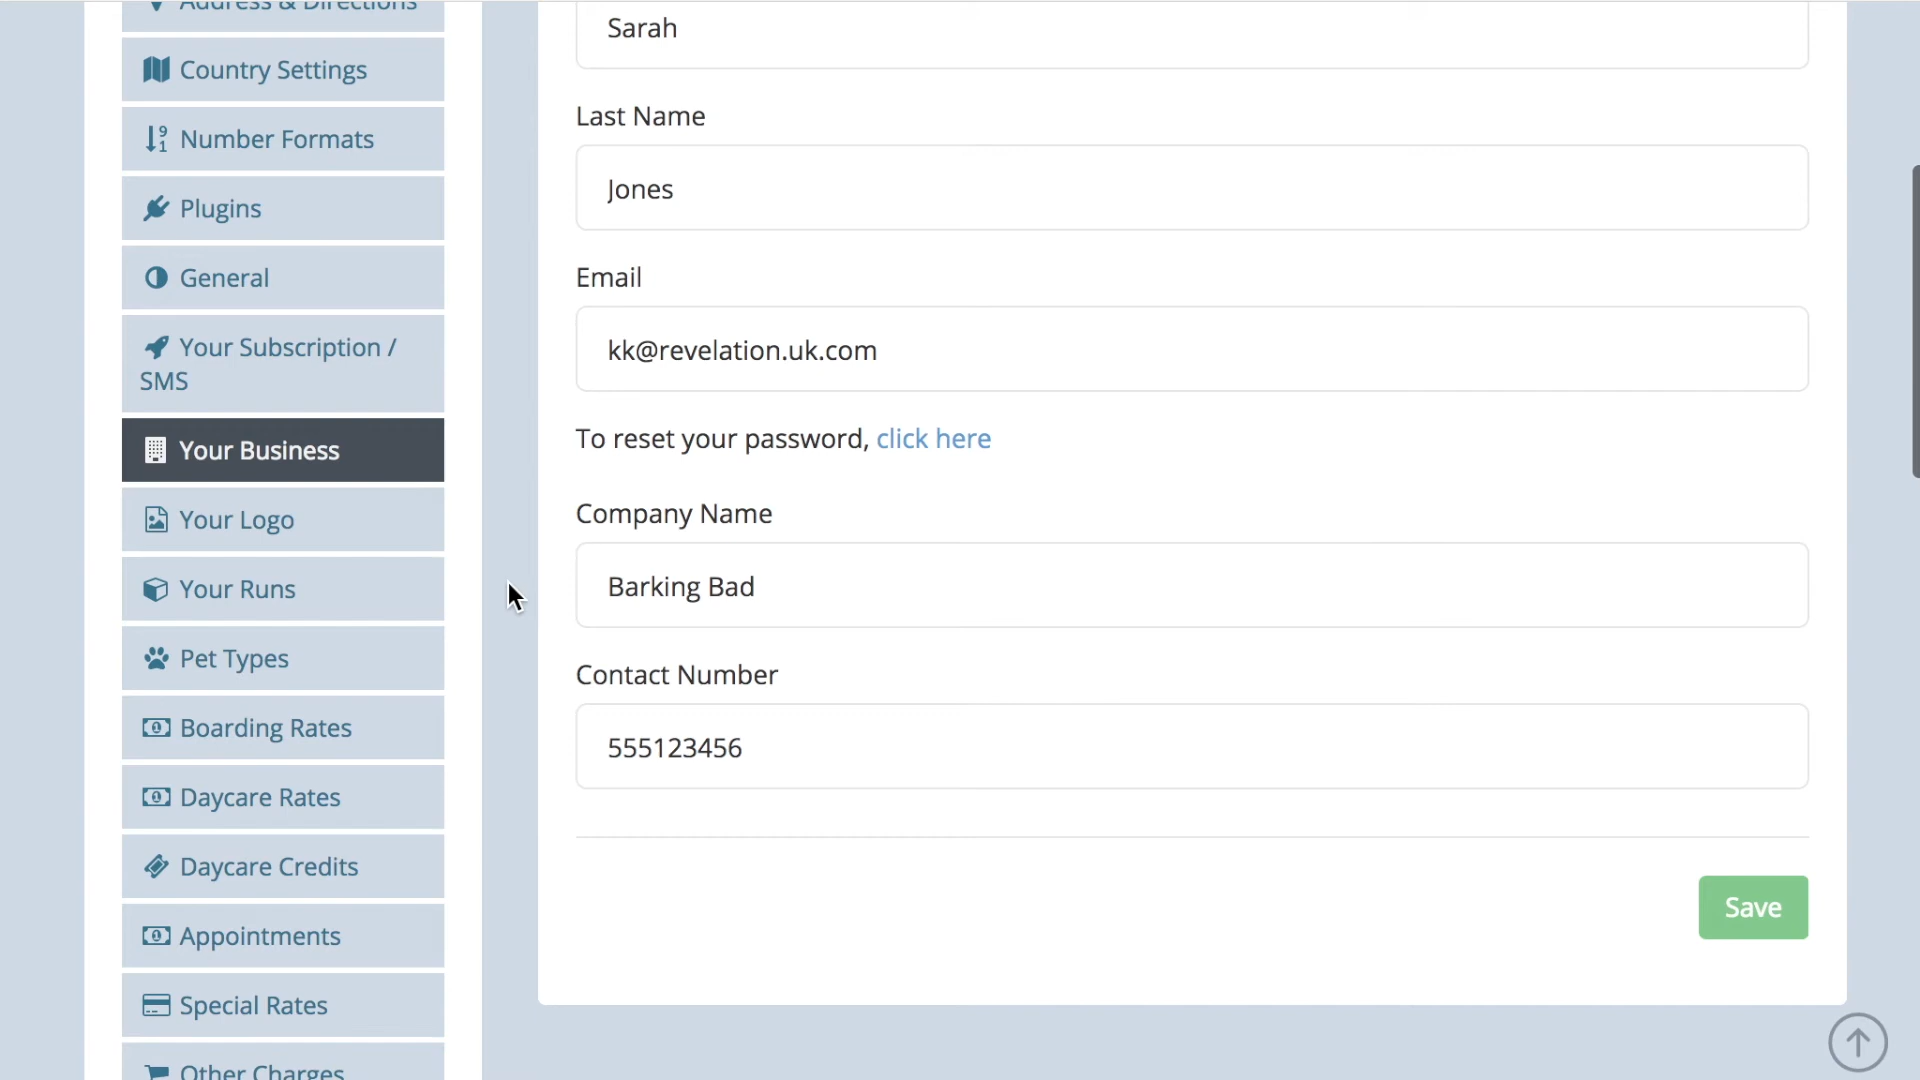 Address & Directions
Country Settings
Number Formats
Plugins
General
Your Subscription /
SMS
Your Business
Your Logo
Your Runs
Pet Types
Boarding Rates
Daycare Rates
Daycare Credits
Appointments
Special Rates
Other Charges
Sarah
Last Name
Jones
Email
kk@revelation.uk.com
To reset your password, click here
Company Name
Barking Bad
Contact Number
555123456
Save